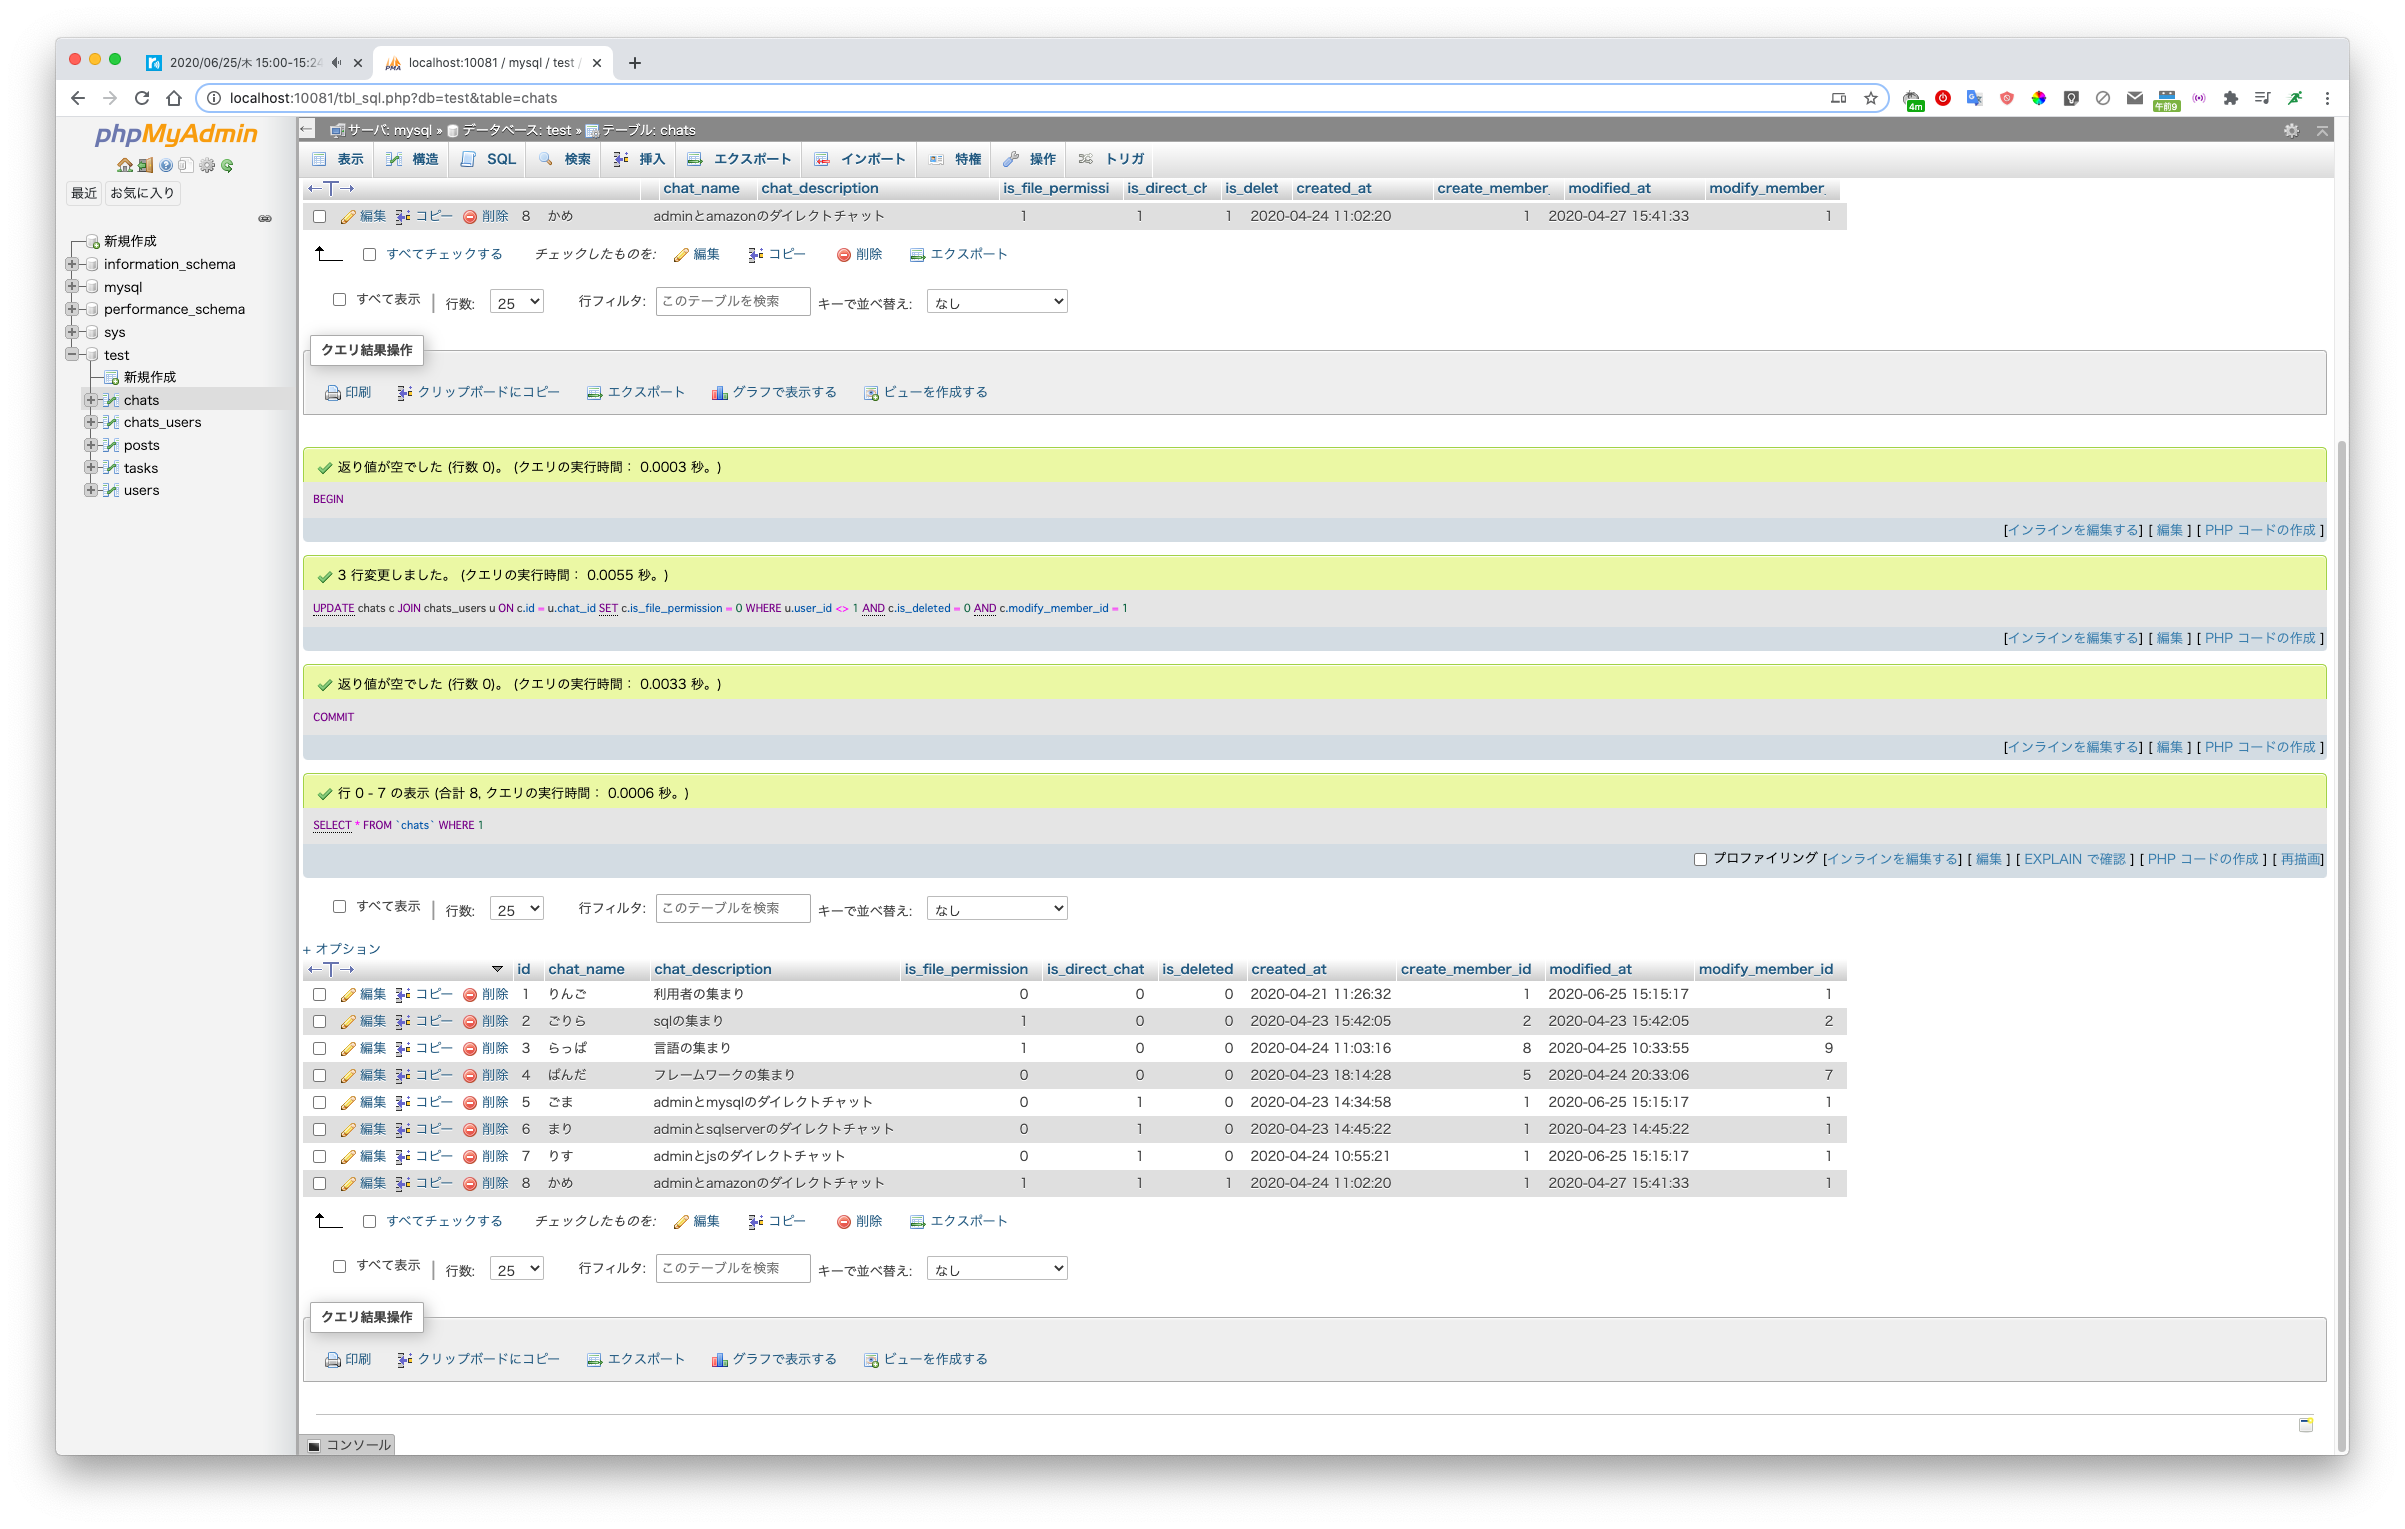 2020/06/25/木 15:00-15:24
localhost:10081 / mysql / test /
localhost:10081/tbl_sql.php?db=test&table=chats
4m
午前9
phpMyAdmin
最近 お気に入り
新規作成
information_schema
mysql
performance_schema
sys
test
新規作成
chats
chats_users
posts
tasks
users
サーバ: mysql » データベース: test » テーブル: chats
表示 構造 SQL 検索 挿入 エクスポート インポート 特権 操作 トリガ
←T→ chat_name chat_description is_file_permissi is_direct_cl is_delet created_at create_member_ modified_at modify_member_
編集 コピー 削除 8 かめ adminとamazonのダイレクトチャット 1 1 1 2020-04-24 11:02:20 1 2020-04-27 15:41:33 1
すべてチェックする チェックしたものを: 編集 コピー 削除 エクスポート
すべて表示 | 行数: 25 行フィルタ: このテーブルを検索 キーで並べ替え: なし
クエリ結果操作
印刷 クリップボードにコピー エクスポート グラフで表示する ビューを作成する
返り値が空でした (行数 0)。 (クエリの実行時間： 0.0003 秒。)
BEGIN
[インラインを編集する] [ 編集 ] [ PHP コードの作成 ]
3 行変更しました。 (クエリの実行時間： 0.0055 秒。)
UPDATE chats c JOIN chats_users u ON c.id = u.chat_id SET c.is_file_permission = 0 WHERE u.user_id <> 1 AND c.is_deleted = 0 AND c.modify_member_id = 1
[インラインを編集する] [ 編集 ] [ PHP コードの作成 ]
返り値が空でした (行数 0)。 (クエリの実行時間： 0.0033 秒。)
COMMIT
[インラインを編集する] [ 編集 ] [ PHP コードの作成 ]
行 0 - 7 の表示 (合計 8, クエリの実行時間： 0.0006 秒。)
SELECT * FROM `chats` WHERE 1
プロファイリング [インラインを編集する] [ 編集 ] [ EXPLAIN で確認 ] [ PHP コードの作成 ] [ 再描画]
すべて表示 | 行数: 25 行フィルタ: このテーブルを検索 キーで並べ替え: なし
+ オプション
←T→ id chat_name chat_description is_file_permission is_direct_chat is_deleted created_at create_member_id modified_at modify_member_id
編集 コピー 削除 1 りんご 利用者の集まり 0 0 0 2020-04-21 11:26:32 1 2020-06-25 15:15:17 1
編集 コピー 削除 2 ごりら sqlの集まり 1 0 0 2020-04-23 15:42:05 2 2020-04-23 15:42:05 2
編集 コピー 削除 3 らっぱ 言語の集まり 1 0 0 2020-04-24 11:03:16 8 2020-04-25 10:33:55 9
編集 コピー 削除 4 ぱんだ フレームワークの集まり 0 0 0 2020-04-23 18:14:28 5 2020-04-24 20:33:06 7
編集 コピー 削除 5 ごま adminとmysqlのダイレクトチャット 0 1 0 2020-04-23 14:34:58 1 2020-06-25 15:15:17 1
編集 コピー 削除 6 まり adminとsqlserverのダイレクトチャット 0 1 0 2020-04-23 14:45:22 1 2020-04-23 14:45:22 1
編集 コピー 削除 7 りす adminとjsのダイレクトチャット 0 1 0 2020-04-24 10:55:21 1 2020-06-25 15:15:17 1
編集 コピー 削除 8 かめ adminとamazonのダイレクトチャット 1 1 1 2020-04-24 11:02:20 1 2020-04-27 15:41:33 1
すべてチェックする チェックしたものを: 編集 コピー 削除 エクスポート
すべて表示 | 行数: 25 行フィルタ: このテーブルを検索 キーで並べ替え: なし
クエリ結果操作
印刷 クリップボードにコピー エクスポート グラフで表示する ビューを作成する
コンソール